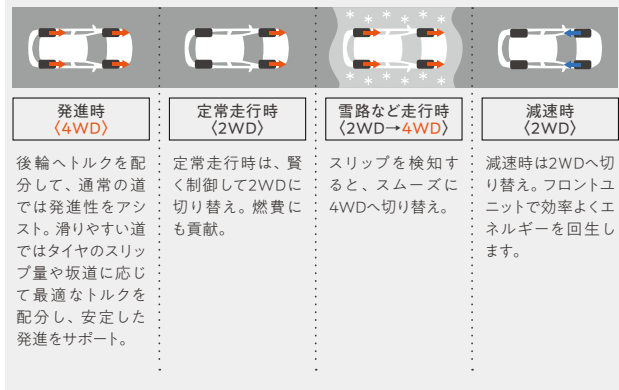 発進時
〈4WD〉
後輪へトルクを配
分して、通常の道
では発進性をアシ
スト。滑りやすい道
ではタイヤのスリッ
プ量や坂道に応じ
て最適なトルクを
配分し、安定した
発進をサポート。
定常走行時
〈2WD〉
定常走行時は、賢
く制御して2WDに
切り替え。燃費に
も貢献。
雪路など走行時
〈2WD→4WD〉
スリップを検知す
ると、スムーズに
4WDへ切り替え。
減速時
〈2WD〉
減速時は2WDへ切
り替え。フロントユ
ニットで効率よくエ
ネルギーを回生し
ます。